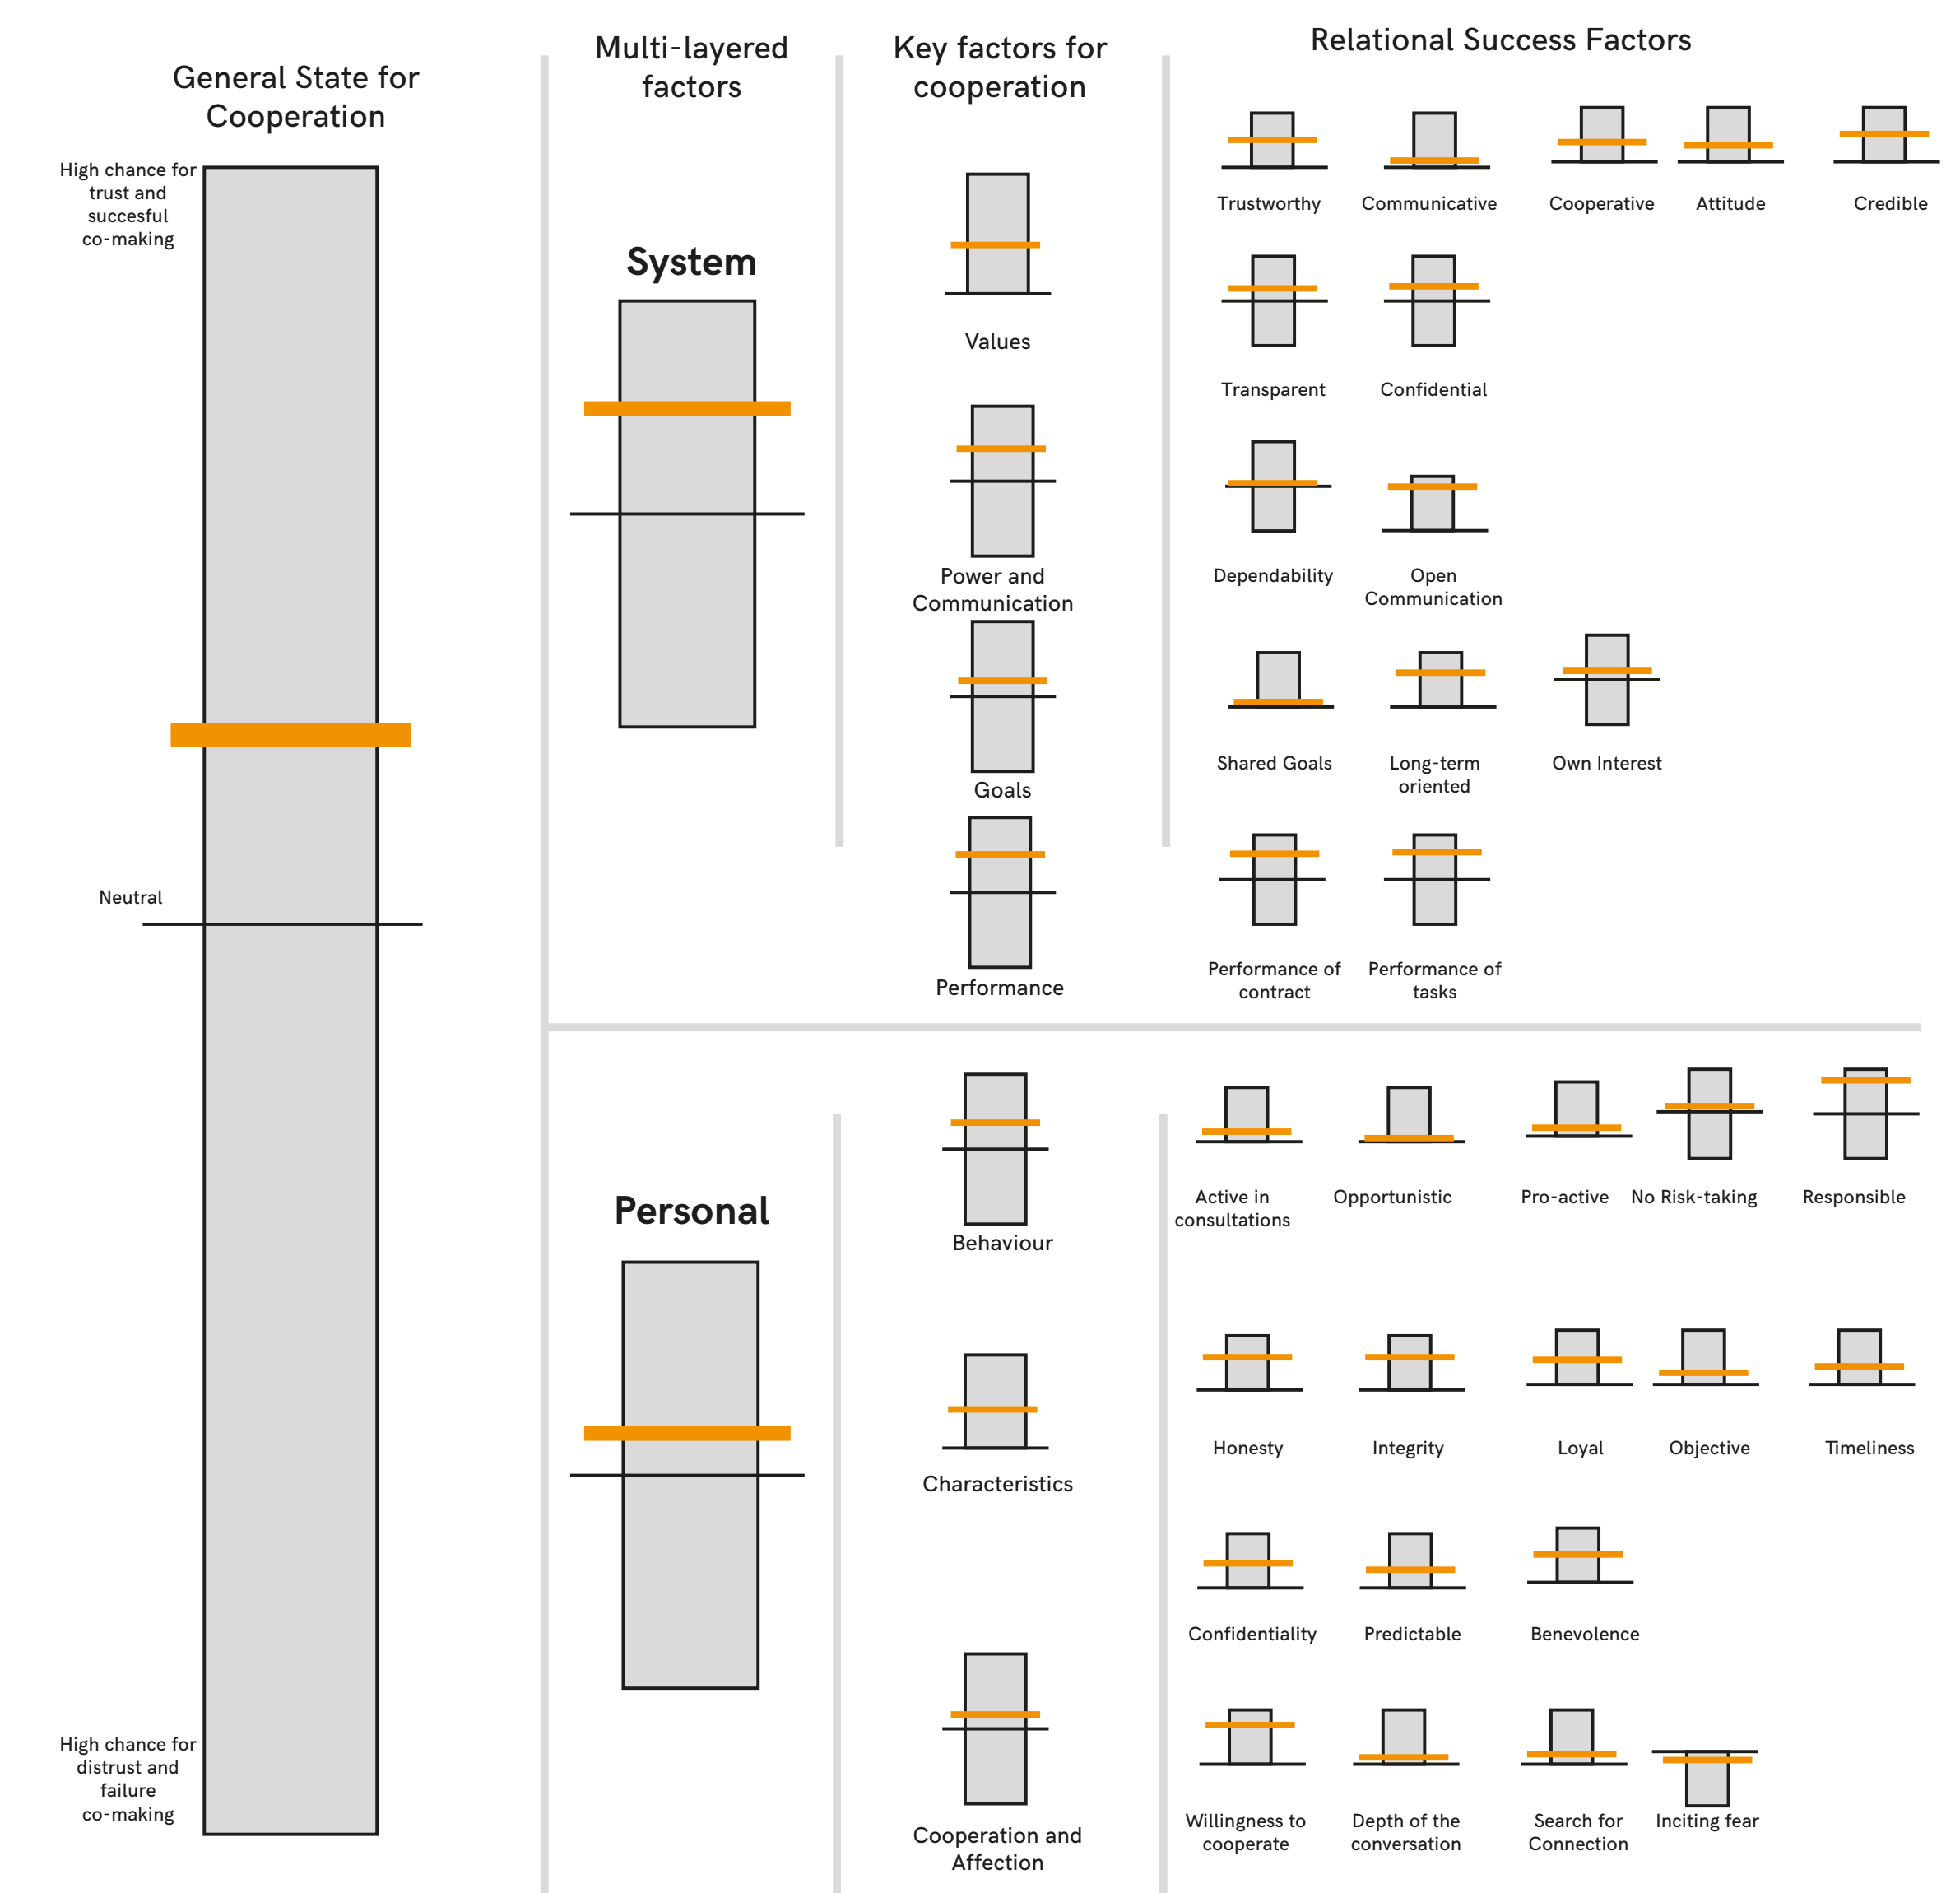 General State for
Cooperation
Multi-layered
factors
Key factors for
cooperation
Relational Success Factors
High chance for
trust and
succesful
co-making
Neutral
High chance for
distrust and
failure
co-making
System
Values
Power and
Communication
Goals
Performance
Trustworthy
Communicative
Cooperative
Attitude
Credible
Transparent
Confidential
Dependability
Open
Communication
Shared Goals
Long-term
oriented
Own Interest
Performance of
contract
Performance of
tasks
Personal
Behaviour
Characteristics
Cooperation and
Affection
Active in
consultations
Opportunistic
Pro-active
No Risk-taking
Responsible
Honesty
Integrity
Loyal
Objective
Timeliness
Confidentiality
Predictable
Benevolence
Willingness to
cooperate
Depth of the
conversation
Search for
Connection
Inciting fear